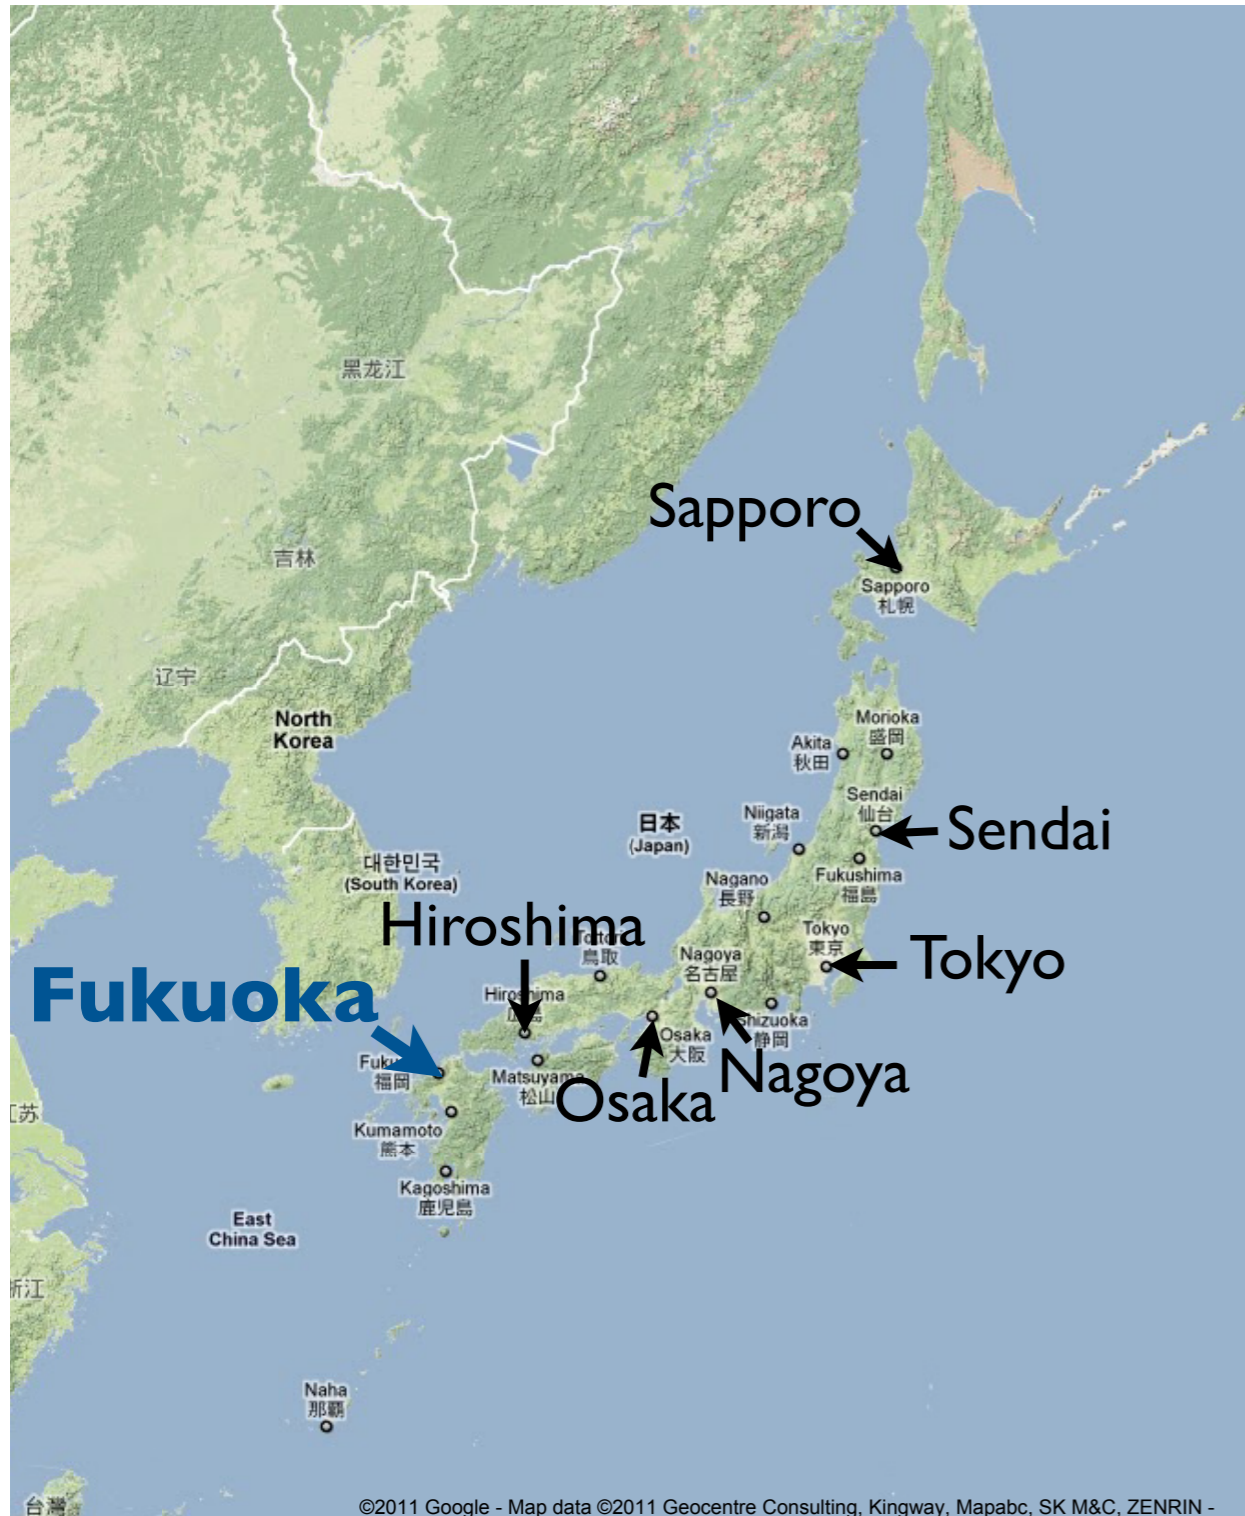 黑龙江
Sapporo
吉林
Sapporo
札幌
辽宁
North
Korea
Morioka
盛岡
Akita
秋田
Sendai
仙台
Sendai
Niigata
新潟
日本
(Japan)
대한민국
(South Korea)
Fukushima
福島
Nagano
長野
Hiroshima
Tokyo
東京
Tokyo
Tottori
鳥取
Nagoya
名古屋
Fukuoka
Hiroshima
広島
Shizuoka
静岡
Osaka
大阪
Nagoya
福岡
Matsuyama
松山
Osaka
江苏
Kumamoto
熊本
Kagoshima
鹿児島
East
China Sea
浙江
Naha
那覇
台灣
©2011 Google - Map data ©2011 Geocentre Consulting, Kingway, Mapabc, SK M&C, ZENRIN -